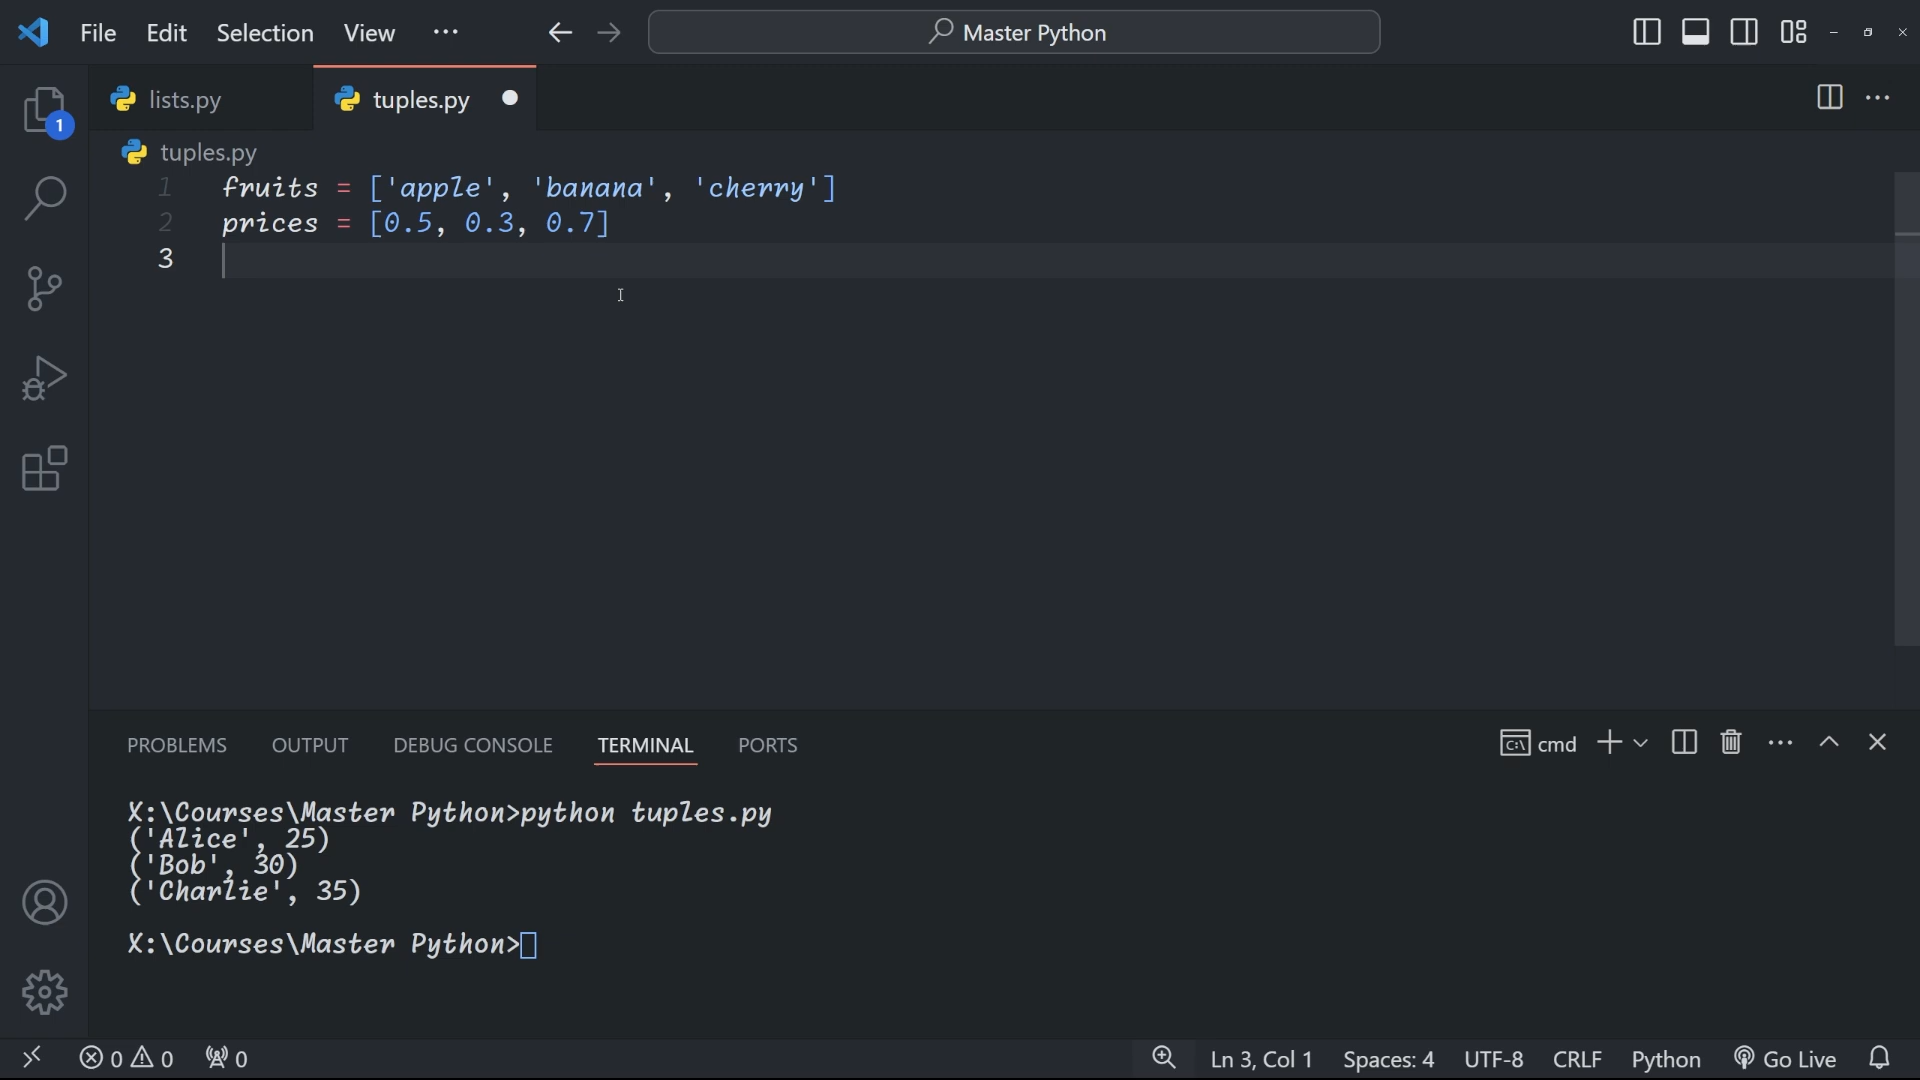 File Edit Selection View ··· Master Python
lists.py tuples.py
1
tuples.py
1 fruits = ['apple', 'banana', 'cherry']
2 prices = [0.5, 0.3, 0.7]
3
PROBLEMS OUTPUT DEBUG CONSOLE TERMINAL PORTS cmd
X:\Courses\Master Python>python tuples.py
('Alice', 25)
('Bob', 30)
('Charlie', 35)
X:\Courses\Master Python>
0 0 0 Ln 3, Col 1 Spaces: 4 UTF-8 CRLF Python Go Live